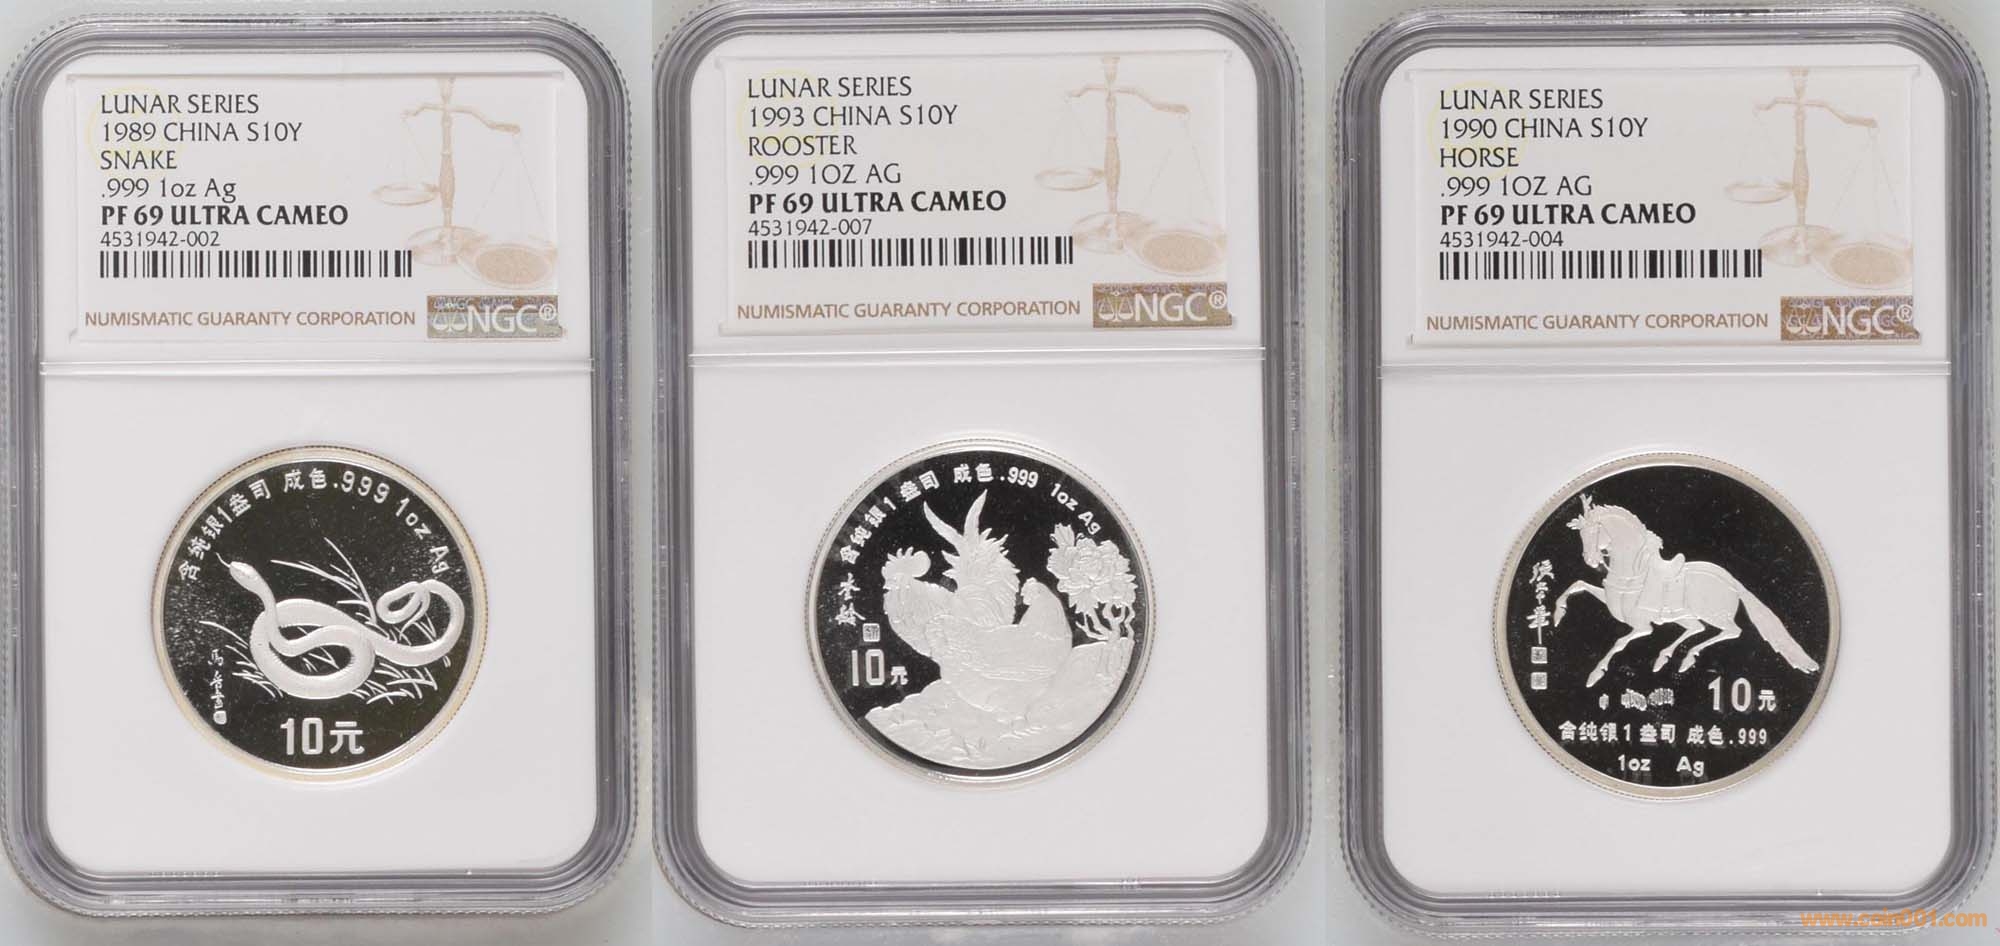 LUNAR SERIES
1989 CHINA S10Y
SNAKE
.999 1oz Ag
PF 69 ULTRA CAMEO
4531942-002
NUMISMATIC GUARANTY CORPORATION
NGC®
含纯银1盎司 成色.999 1oz Ag
10元
LUNAR SERIES
1993 CHINA S10Y
ROOSTER
.999 1OZ AG
PF 69 ULTRA CAMEO
4531942-007
NUMISMATIC GUARANTY CORPORATION
NGC®
含纯银1盎司 成色.999 1oz Ag
10元
LUNAR SERIES
1990 CHINA S10Y
HORSE
.999 1OZ AG
PF 69 ULTRA CAMEO
4531942-004
NUMISMATIC GUARANTY CORPORATION
NGC®
10元
含纯银1盎司 成色.999
1oz Ag
www.coin001.com